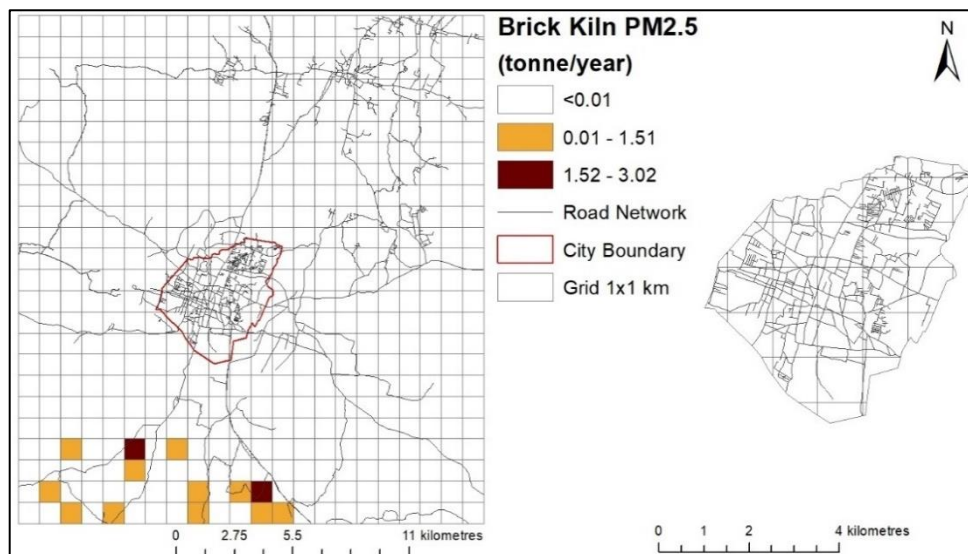 Brick Kiln PM2.5
(tonne/year)
<0.01
0.01 - 1.51
1.52 - 3.02
Road Network
City Boundary
Grid 1x1 km
N
0 2.75 5.5 11 kilometres
0 1 2 4 kilometres